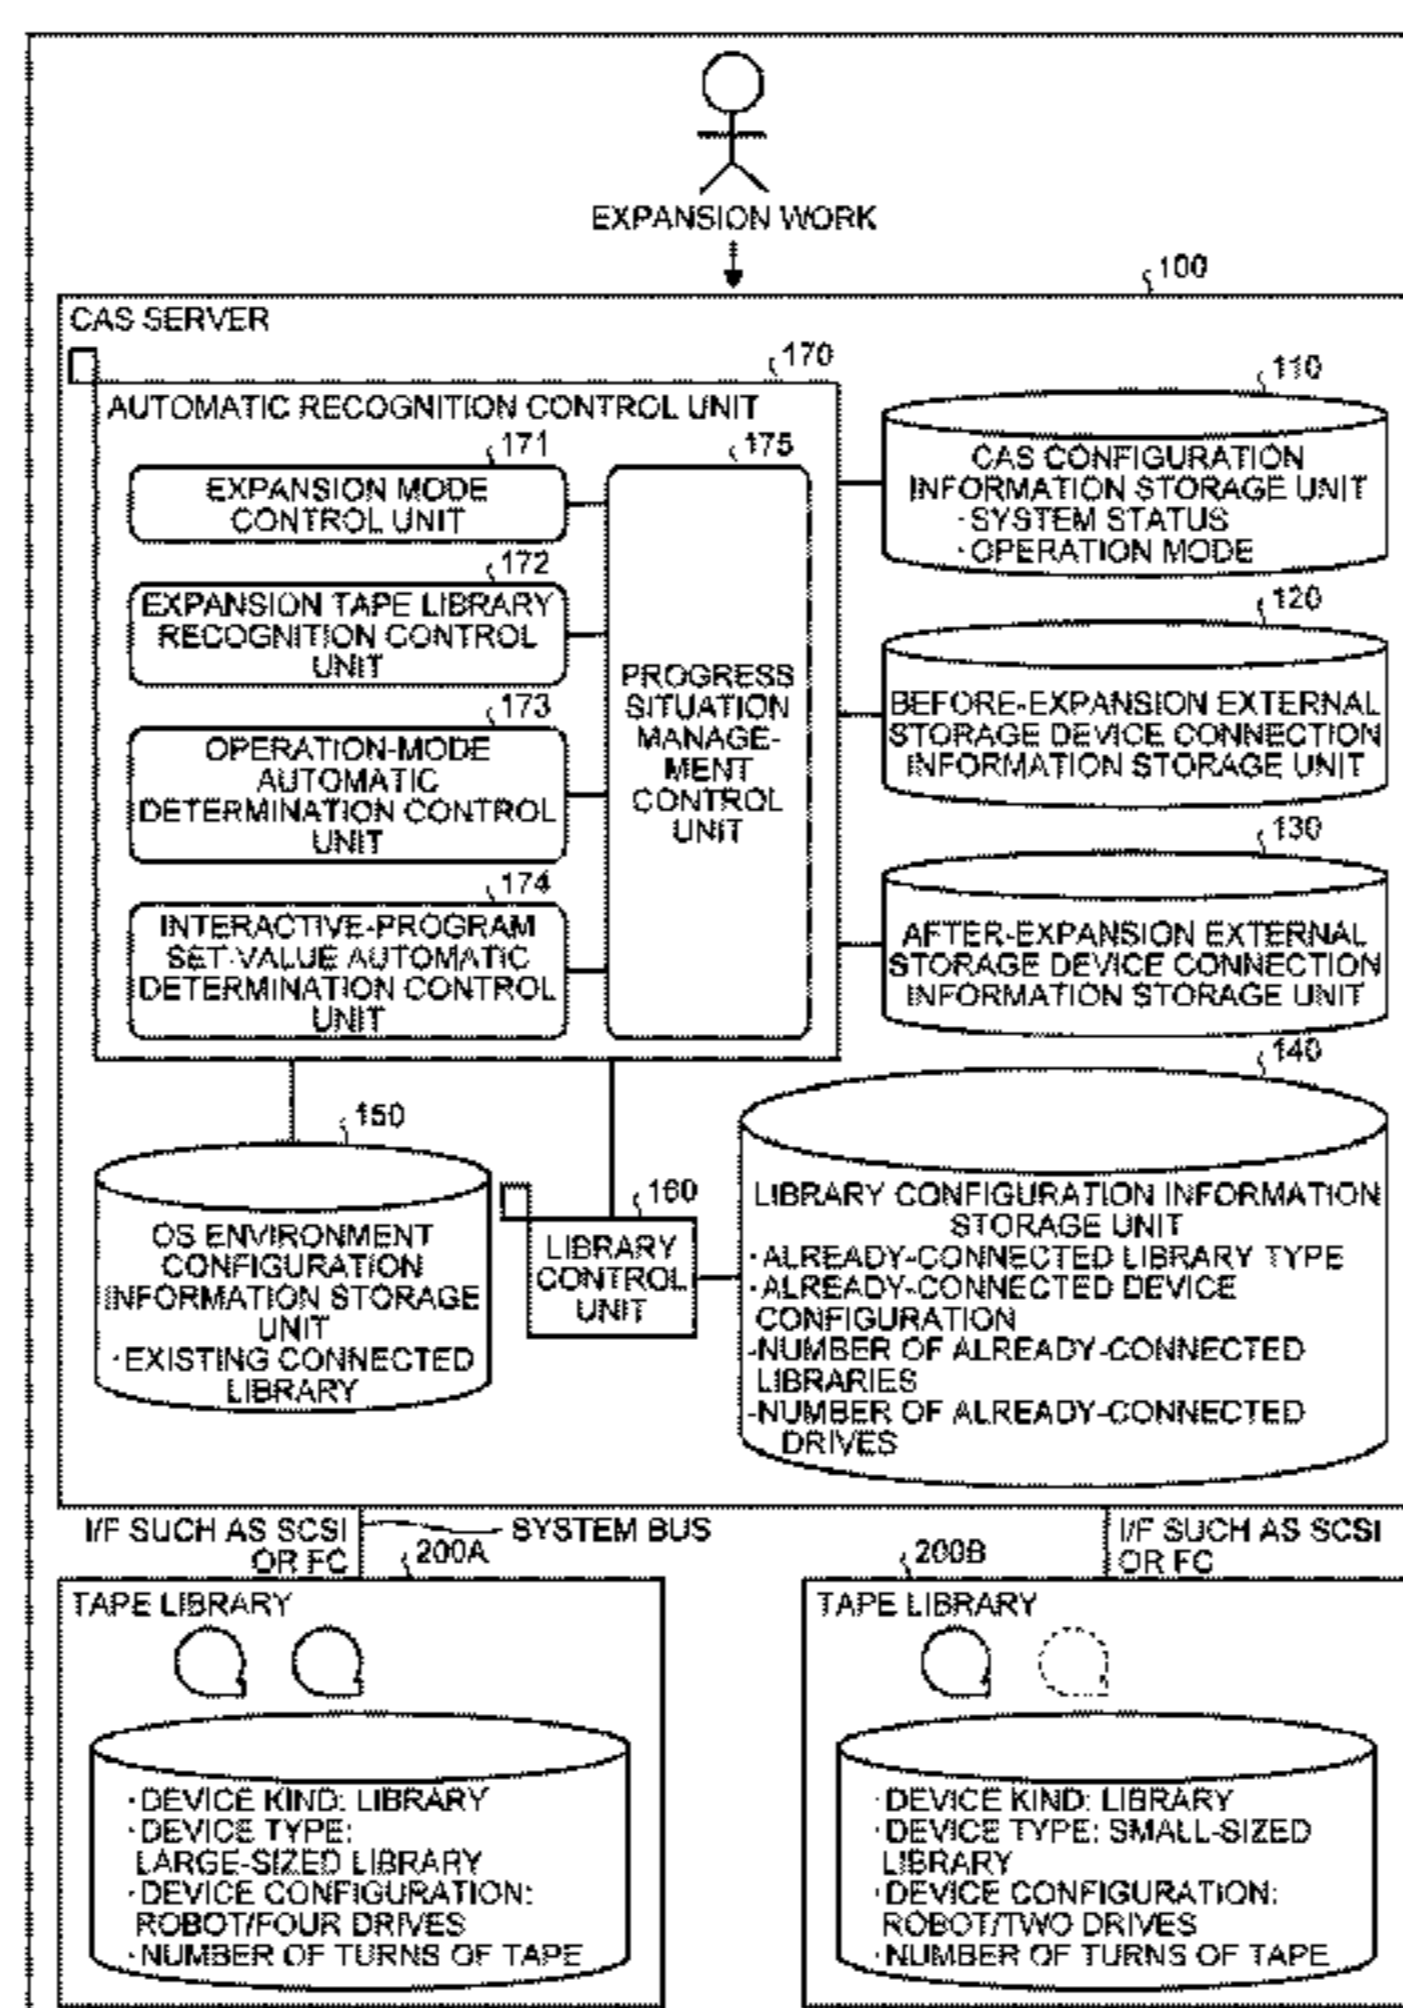 EXPANSION WORK
100
CAS SERVER
170
AUTOMATIC RECOGNITION CONTROL UNIT
171
EXPANSION MODE
CONTROL UNIT
172
EXPANSION TAPE LIBRARY
RECOGNITION CONTROL
UNIT
173
OPERATION-MODE
AUTOMATIC
DETERMINATION CONTROL
UNIT
174
INTERACTIVE-PROGRAM
SET-VALUE AUTOMATIC
DETERMINATION CONTROL
UNIT
175
PROGRESS
SITUATION
MANAGE-
MENT
CONTROL
UNIT
110
CAS CONFIGURATION
INFORMATION STORAGE UNIT
·SYSTEM STATUS
·OPERATION MODE
120
BEFORE-EXPANSION EXTERNAL
STORAGE DEVICE CONNECTION
INFORMATION STORAGE UNIT
130
AFTER-EXPANSION EXTERNAL
STORAGE DEVICE CONNECTION
INFORMATION STORAGE UNIT
140
LIBRARY CONFIGURATION INFORMATION
STORAGE UNIT
·ALREADY-CONNECTED LIBRARY TYPE
·ALREADY-CONNECTED DEVICE
CONFIGURATION
·NUMBER OF ALREADY-CONNECTED
LIBRARIES
·NUMBER OF ALREADY-CONNECTED
DRIVES
150
OS ENVIRONMENT
CONFIGURATION
INFORMATION STORAGE
UNIT
·EXISTING CONNECTED
LIBRARY
160
LIBRARY
CONTROL
UNIT
I/F SUCH AS SCSI
OR FC
SYSTEM BUS
I/F SUCH AS SCSI
OR FC
200A
TAPE LIBRARY
·DEVICE KIND: LIBRARY
·DEVICE TYPE:
LARGE-SIZED LIBRARY
·DEVICE CONFIGURATION:
ROBOT/FOUR DRIVES
·NUMBER OF TURNS OF TAPE
200B
TAPE LIBRARY
·DEVICE KIND: LIBRARY
·DEVICE TYPE: SMALL-SIZED
LIBRARY
·DEVICE CONFIGURATION:
ROBOT/TWO DRIVES
·NUMBER OF TURNS OF TAPE